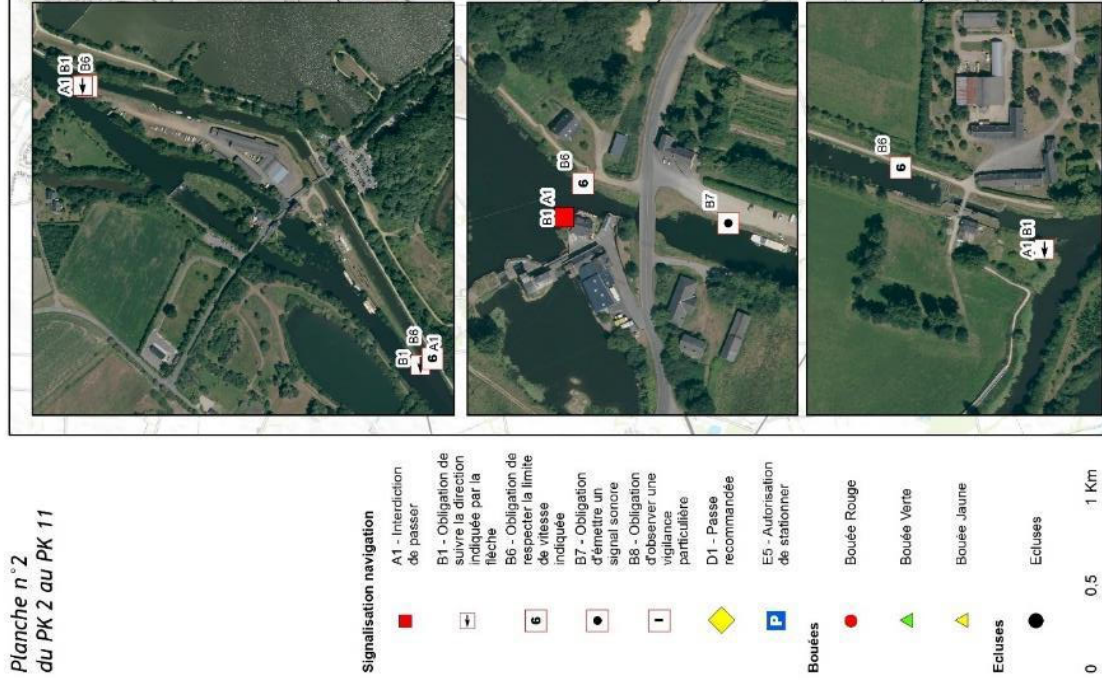 Planche n°2
du PK 2 au PK 11
Signalisation navigation
A1 - Interdiction
de passer
B1 - Obligation de
suivre la direction
indiquée par la
flèche
6
B6 - Obligation de
respecter la limite
de vitesse
indiquée
B7 - Obligation
d'émettre un
signal sonore
B8 - Obligation
d'observer une
vigilance
particulière
D1 - Passe
recommandée
P
E5 - Autorisation
de stationner
Bouées
Bouée Rouge
Bouée Verte
Bouée Jaune
Ecluses
Ecluses
0 0,5 1 Km
A1 B1
B6
B1 B6
6 A1
B1 A1
B6
6
B7
B6
6
A1 B1